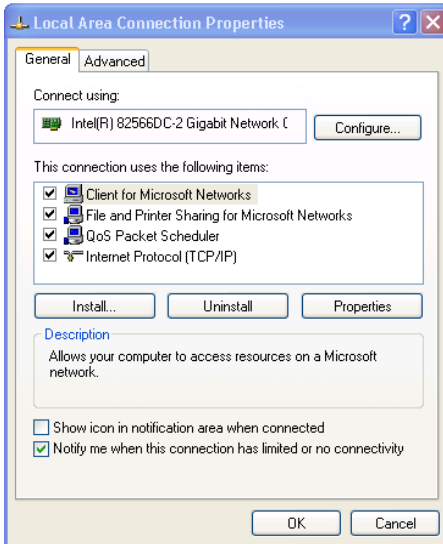 Local Area Connection Properties
General Advanced
Connect using:
Intel(R) 82566DC-2 Gigabit Network C
Configure...
This connection uses the following items:
Client for Microsoft Networks
File and Printer Sharing for Microsoft Networks
QoS Packet Scheduler
Internet Protocol (TCP/IP)
Install... Uninstall Properties
Description
Allows your computer to access resources on a Microsoft
network.
Show icon in notification area when connected
Notify me when this connection has limited or no connectivity
OK Cancel